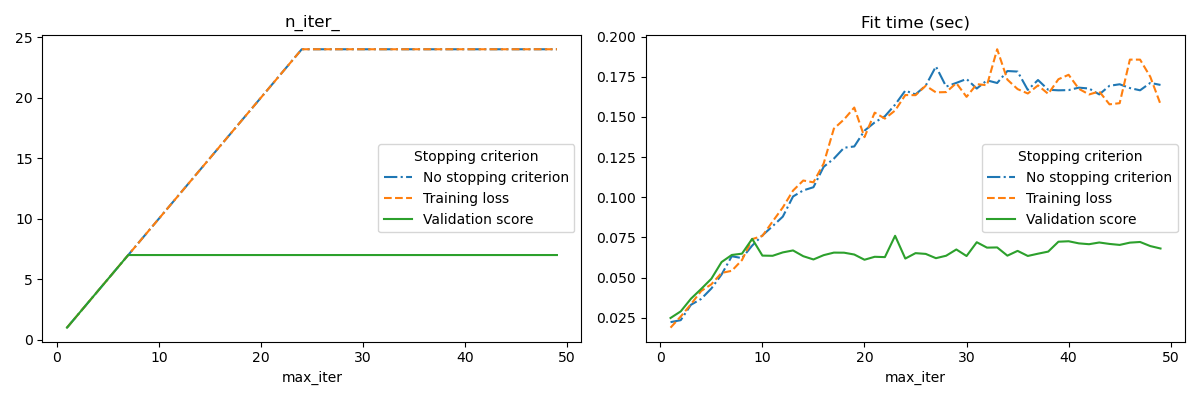 n_iter_
25
20
15
10
5
0
Stopping criterion
No stopping criterion
Training loss
Validation score
0 10 20 30 40 50
max_iter
Fit time (sec)
0.200
0.175
0.150
0.125
0.100
0.075
0.050
0.025
Stopping criterion
No stopping criterion
Training loss
Validation score
0 10 20 30 40 50
max_iter